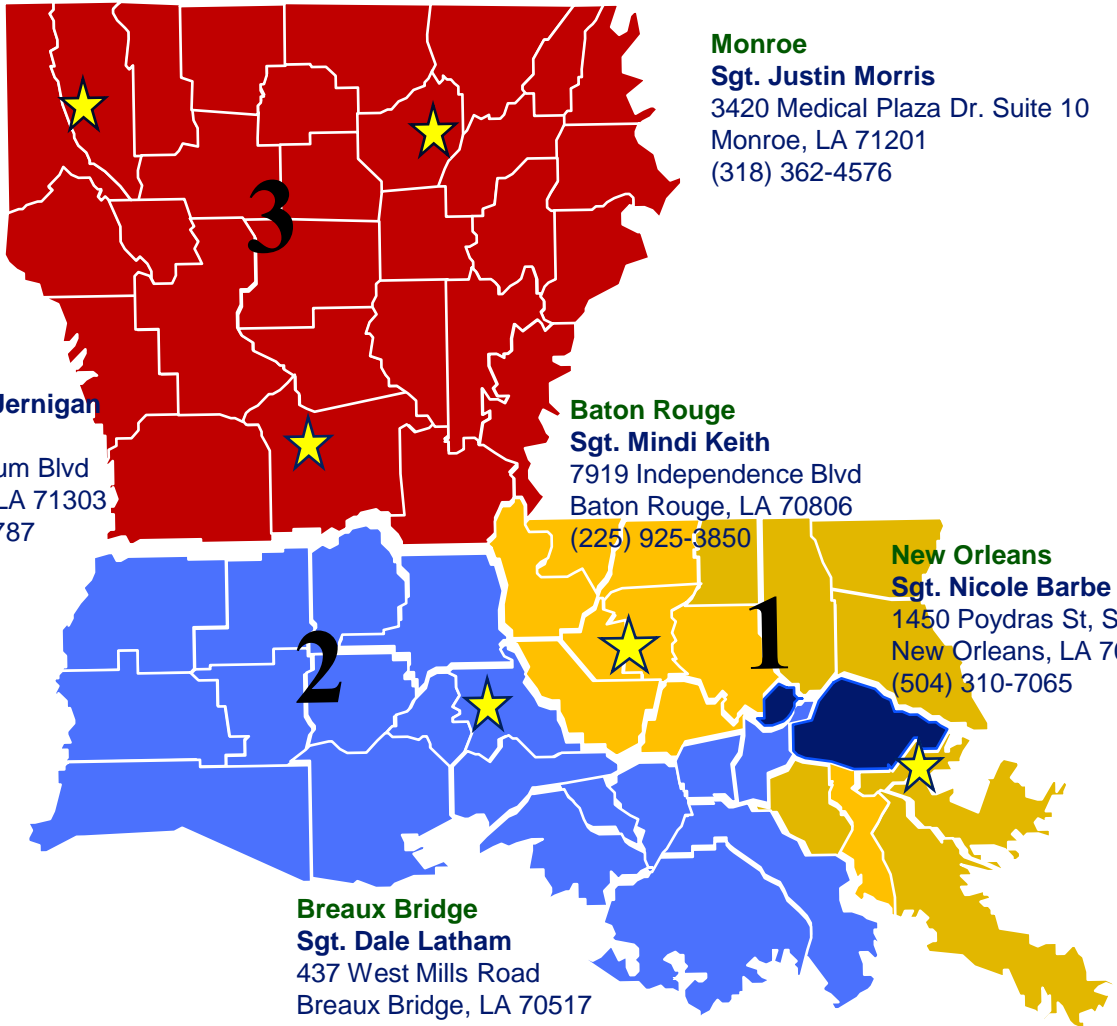 Monroe
Sgt. Justin Morris
3420 Medical Plaza Dr. Suite 10
Monroe, LA 71201
(318) 362-4576
3
Jernigan
um Blvd
LA 71303
787
Baton Rouge
Sgt. Mindi Keith
7919 Independence Blvd
Baton Rouge, LA 70806
(225) 925-3850
New Orleans
Sgt. Nicole Barbe
1450 Poydras St, S
New Orleans, LA 70
(504) 310-7065
1
2
Breaux Bridge
Sgt. Dale Latham
437 West Mills Road
Breaux Bridge, LA 70517